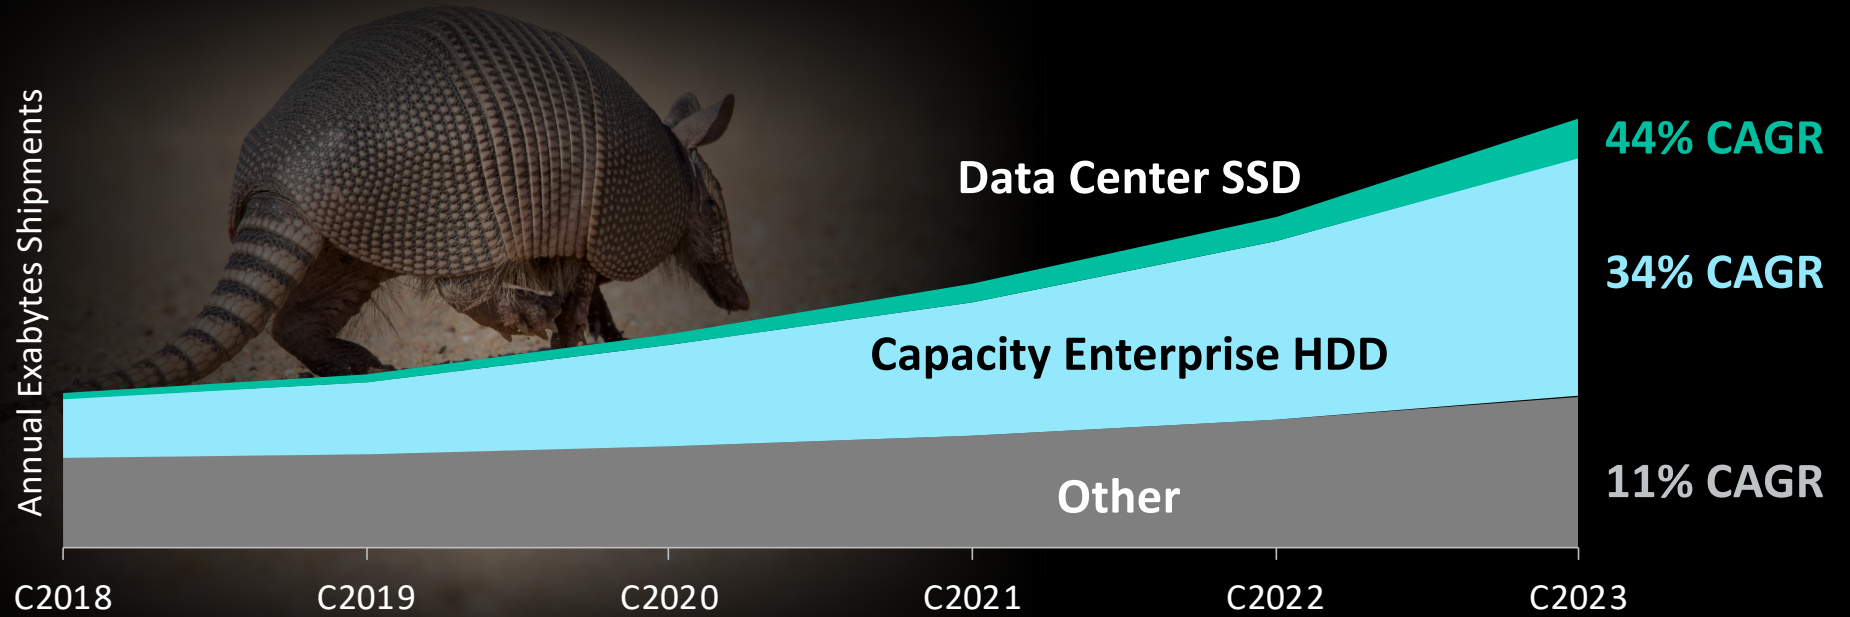 Annual Exabytes Shipments
Data Center SSD
44% CAGR
34% CAGR
Capacity Enterprise HDD
Other
11% CAGR
C2018 C2019 C2020 C2021 C2022 C2023